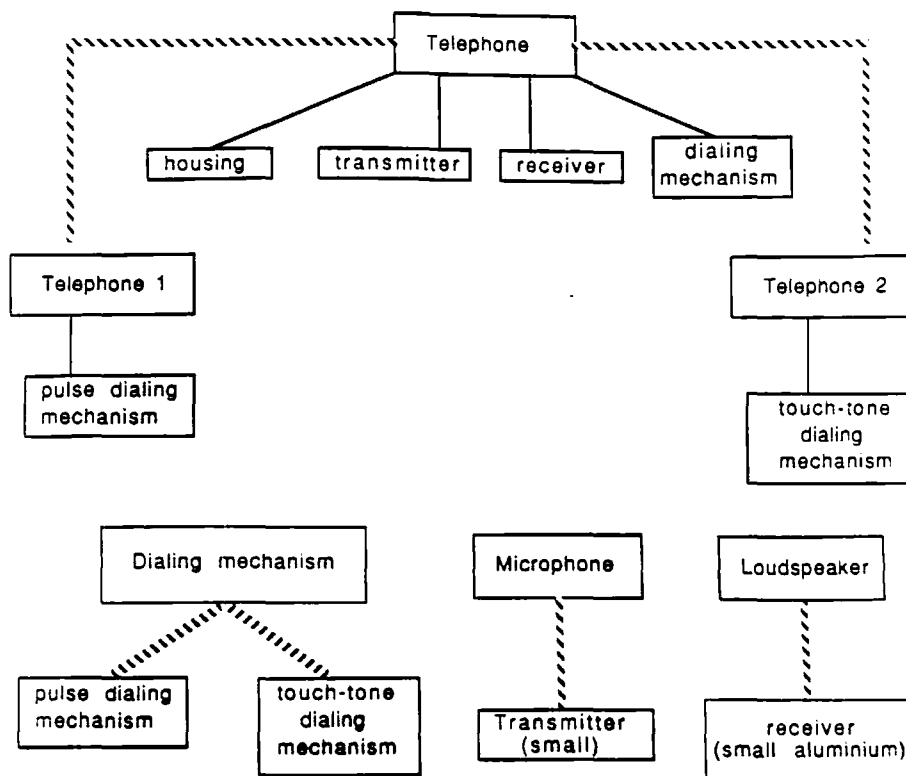 Telephone
housing
transmitter
receiver
dialing
mechanism
Telephone 1
Telephone 2
pulse dialing
mechanism
touch-tone
dialing
mechanism
Dialing mechanism
Microphone
Loudspeaker
pulse dialing
mechanism
touch-tone
dialing
mechanism
Transmitter
(small)
receiver
(small aluminium)